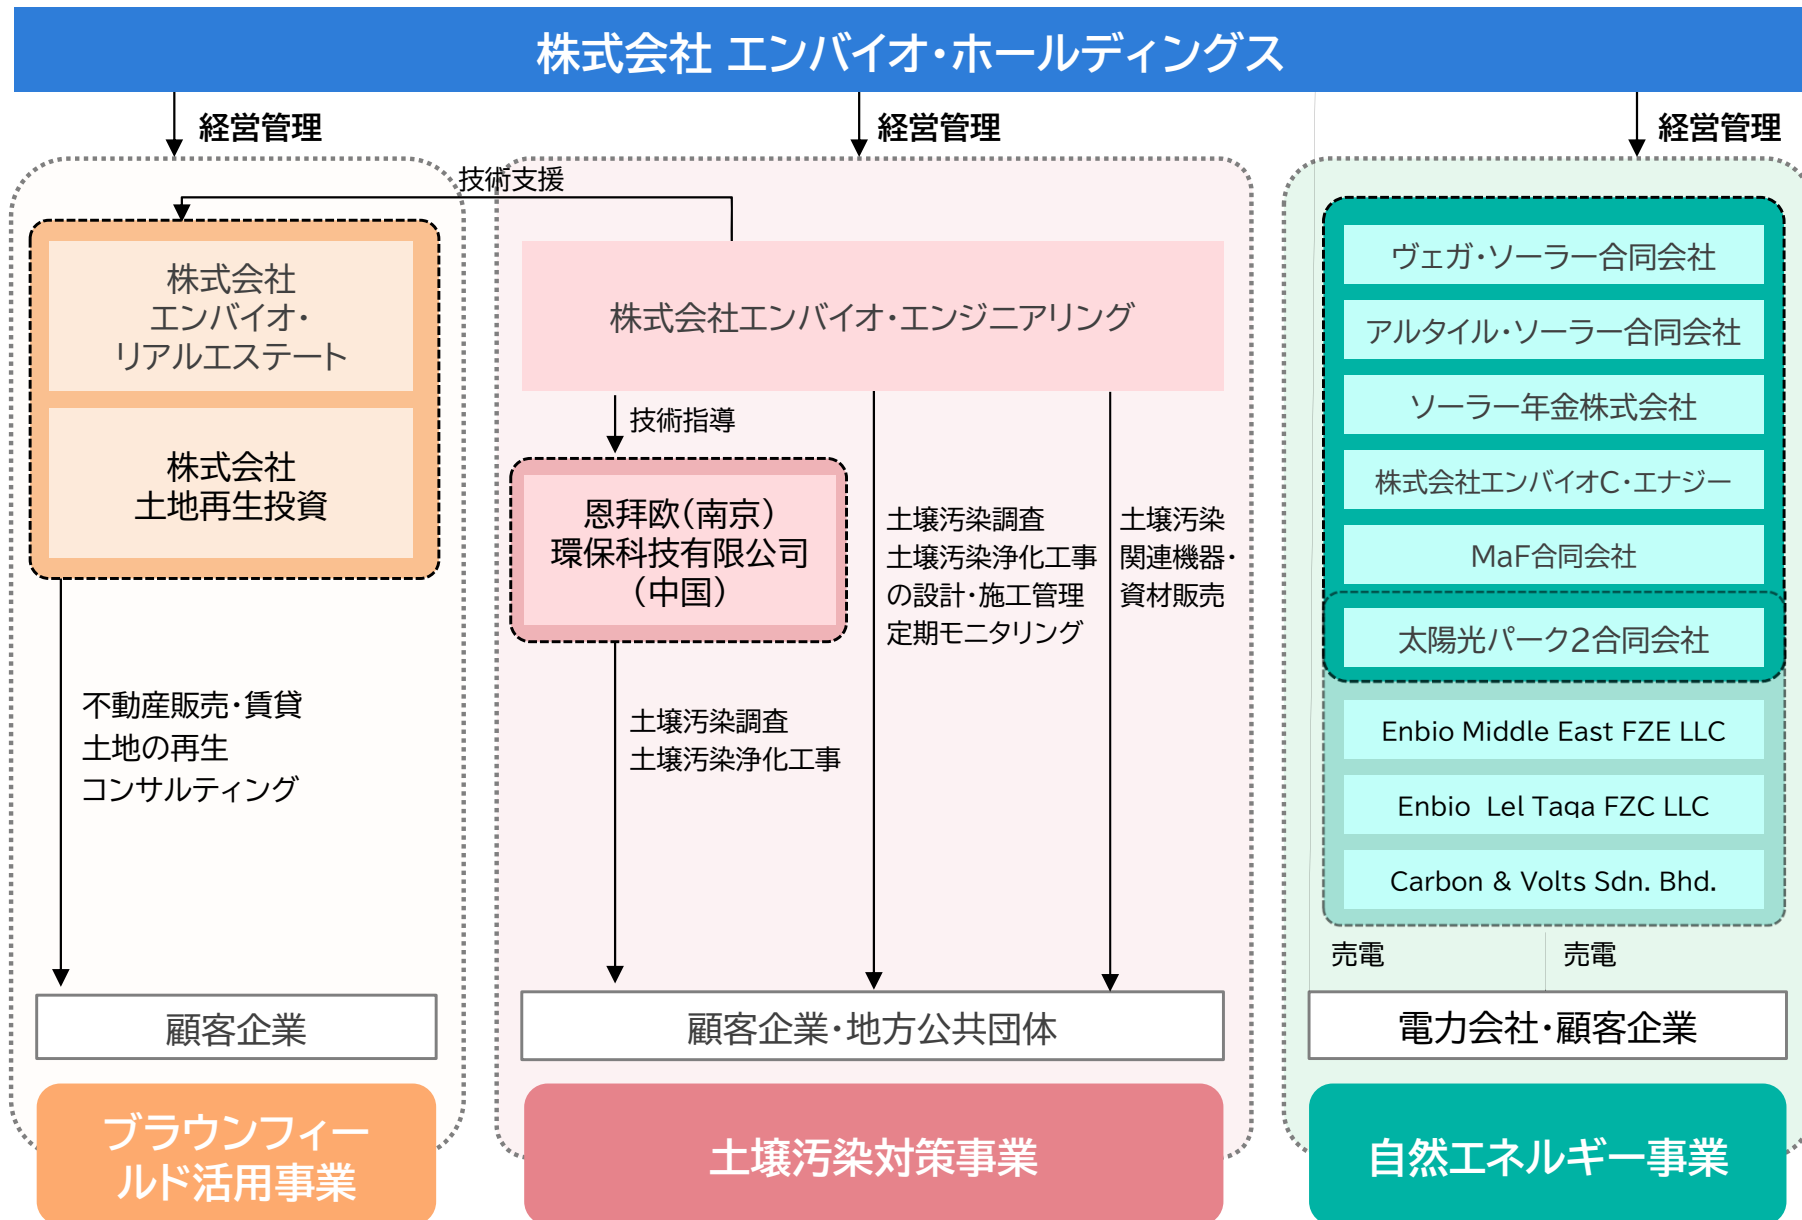 株式会社 エンバイオ・ホールディングス
経営管理
経営管理
経営管理
技術支援
株式会社
エンバイオ・
リアルエステート
株式会社
土地再生投資
不動産販売・賃貸
土地の再生
コンサルティング
顧客企業
ブラウンフィー
ルド活用事業
株式会社エンバイオ・エンジニアリング
技術指導
恩拜欧（南京）
環保科技有限公司
（中国）
土壌汚染調査
土壌汚染浄化工事
土壌汚染調査
土壌汚染浄化工事
の設計・施工管理
定期モニタリング
土壌汚染
関連機器・
資材販売
顧客企業・地方公共団体
土壌汚染対策事業
ヴェガ・ソーラー合同会社
アルタイル・ソーラー合同会社
ソーラー年金株式会社
株式会社エンバイオC・エナジー
MaF合同会社
太陽光パーク2合同会社
Enbio Middle East FZE LLC
Enbio Lel Taqa FZC LLC
Carbon & Volts Sdn. Bhd.
売電
売電
電力会社・顧客企業
自然エネルギー事業